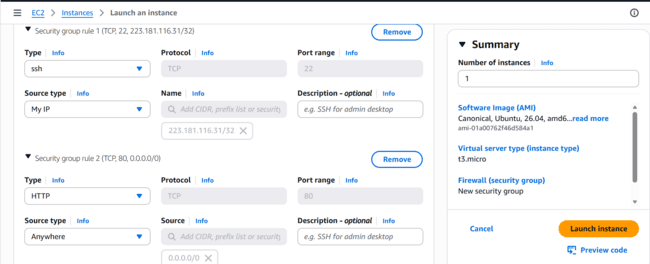 EC2 > Instances > Launch an instance
Security group rule 1 (TCP, 22, 223.181.116.31/32)
Remove
Type Info Protocol Info Port range Info
ssh TCP 22
Source type Info Name Info Description - optional Info
My IP Add CIDR, prefix list or security e.g. SSH for admin desktop
223.181.116.31/32
Security group rule 2 (TCP, 80, 0.0.0.0/0)
Remove
Type Info Protocol Info Port range Info
HTTP TCP 80
Source type Info Source Info Description - optional Info
Anywhere Add CIDR, prefix list or security e.g. SSH for admin desktop
0.0.0.0/0
Summary
Number of instances Info
1
Software Image (AMI)
Canonical, Ubuntu, 26.04, amd6...read more
ami-01a00762f46d584a1
Virtual server type (instance type)
t3.micro
Firewall (security group)
New security group
Cancel
Launch instance
Preview code